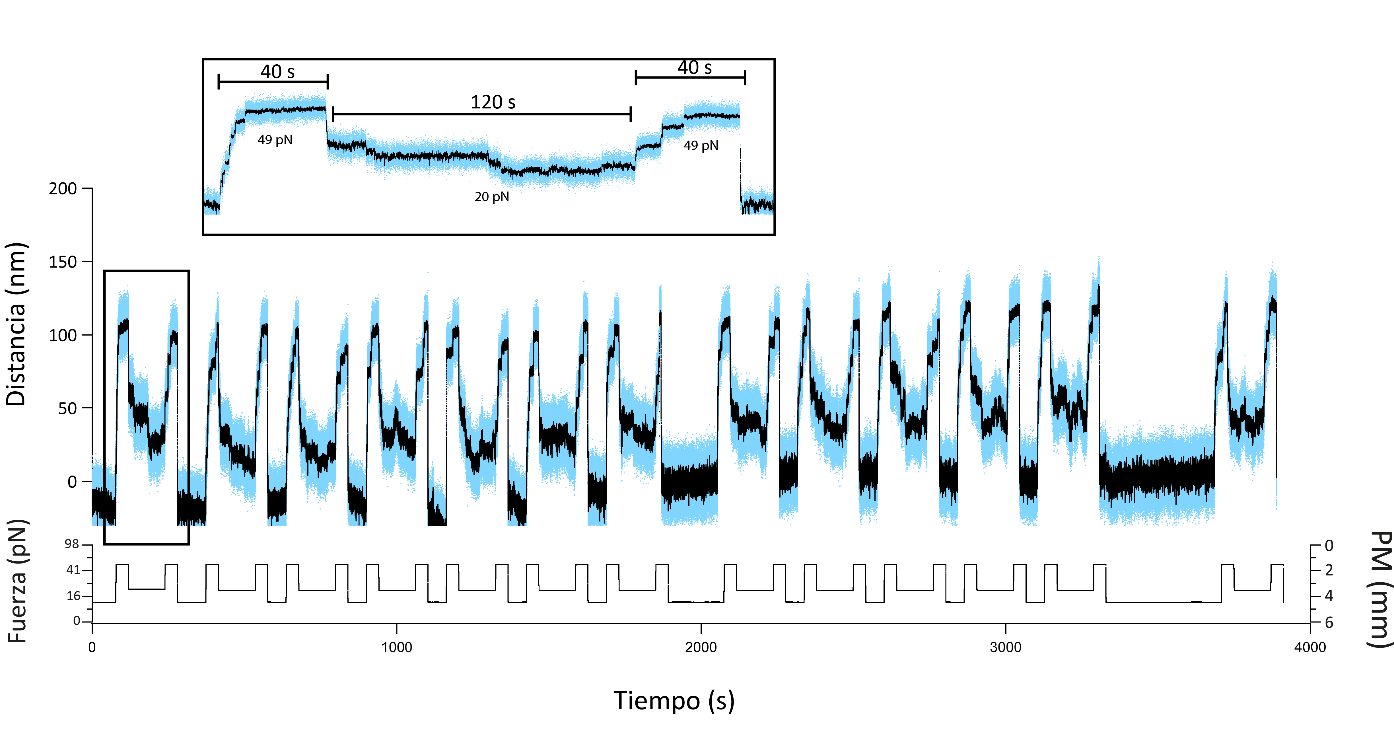 40 s
40 s
120 s
49 pN
49 pN
20 pN
200
150
100
50
0
Distancia (nm)
98
41
16
0
Fuerza (pN)
0
2
4
6
PM (mm)
0
1000
2000
3000
4000
Tiempo (s)